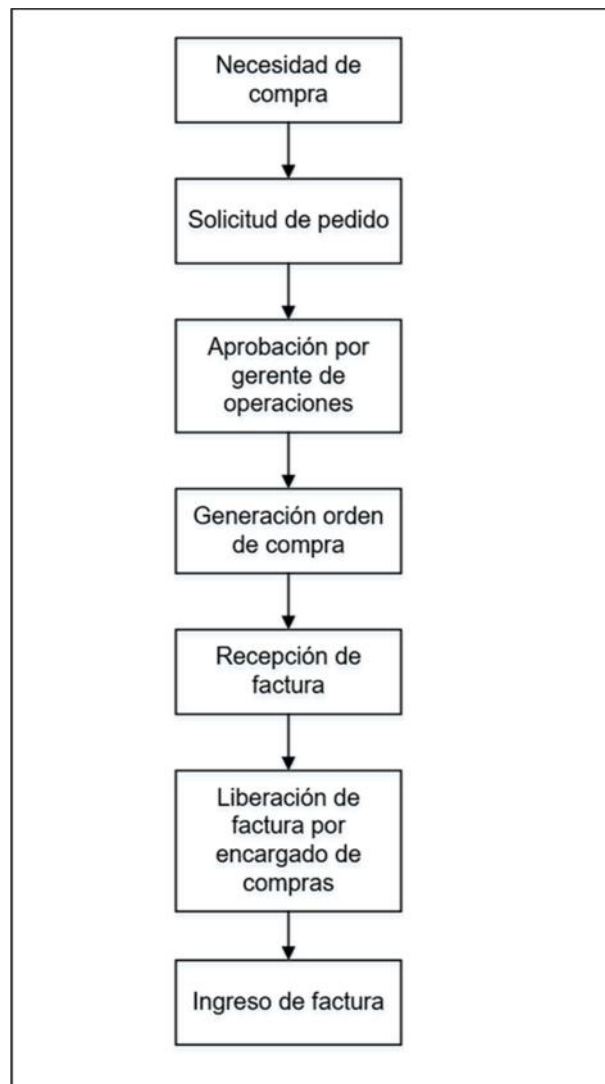 Necesidad de
compra
Solicitud de pedido
Aprobación por
gerente de
operaciones
Generación orden
de compra
Recepción de
factura
Liberación de
factura por
encargado de
compras
Ingreso de factura